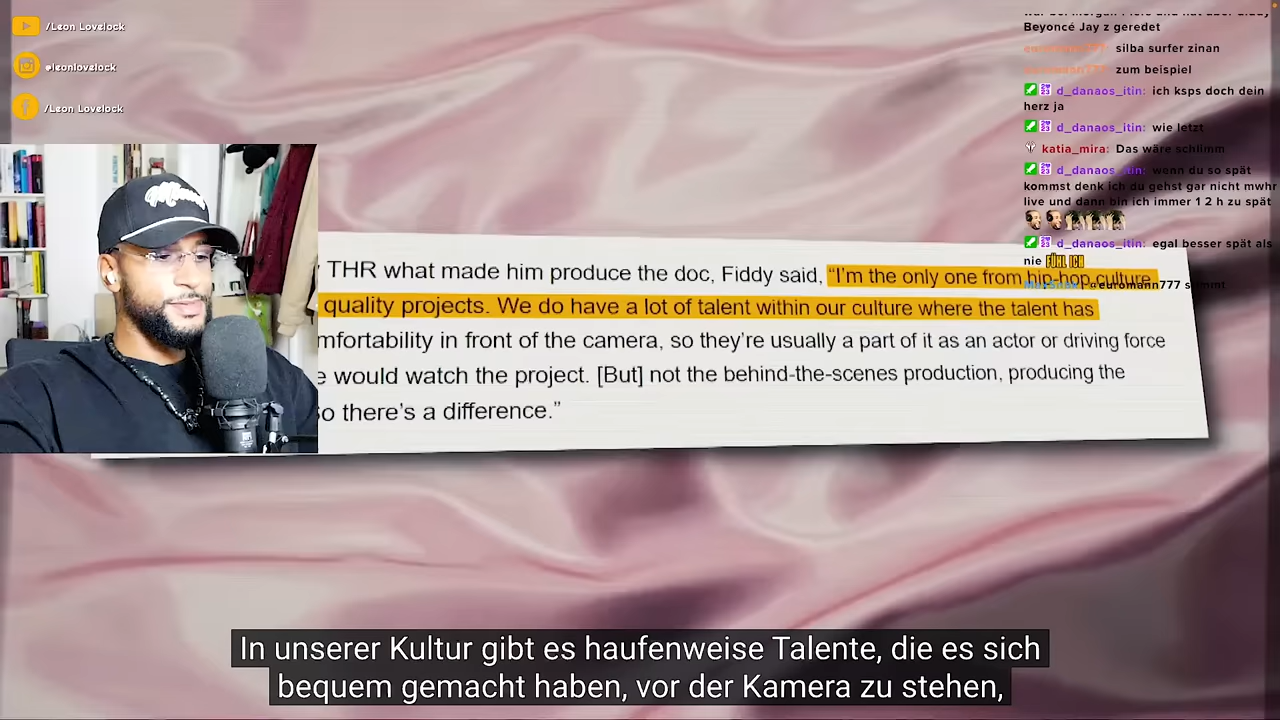 /Leon Lovelock
@leonlovelock
/Leon Lovelock
Beyoncé Jay z geredet
silba surfer zinan
zum beispiel
d_danaos_itin: ich ksps doch dein
herz ja
d_danaos_itin: wie letzt
katia_mira: Das wäre schlimm
d_danaos_itin: wenn du so spät
kommst denk ich du gehst gar nicht mwhr
live und dann bin ich immer 1 2 h zu spät
d_danaos_itin: egal besser spät als
nie FÜHL ICH
@euromann777 stimmt
THR what made him produce the doc, Fiddy said, “I’m the only one from hip-hop culture
quality projects. We do have a lot of talent within our culture where the talent has
mfortability in front of the camera, so they’re usually a part of it as an actor or driving force
would watch the project. [But] not the behind-the-scenes production, producing the
so there’s a difference.”
In unserer Kultur gibt es haufenweise Talente, die es sich
bequem gemacht haben, vor der Kamera zu stehen,